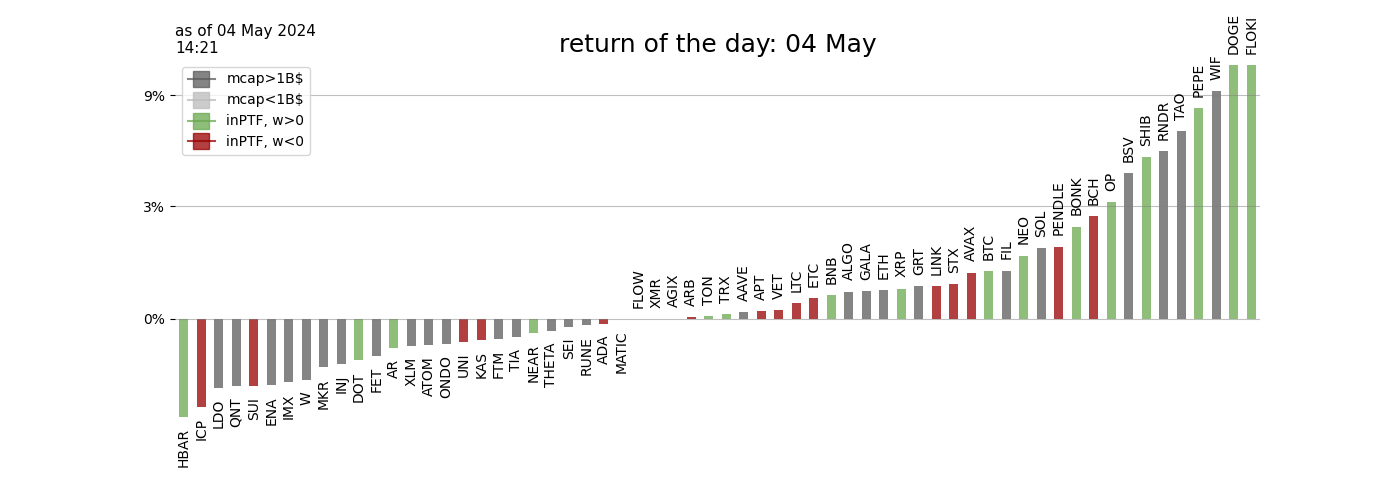 as of 04 May 2024
14:21
return of the day: 04 May
mcap>1B$
mcap<1B$
inPTF, w>0
inPTF, w<0
9%
3%
0%
HBAR
ICP
LDO
QNT
SUI
ENA
IMX
W
MKR
INJ
DOT
FET
AR
XLM
ATOM
ONDO
UNI
KAS
FTM
TIA
NEAR
THETA
SEI
RUNE
ADA
MATIC
FLOW
XMR
AGIX
ARB
TON
TRX
AAVE
APT
VET
LTC
ETC
BNB
ALGO
GALA
ETH
XRP
GRT
LINK
STX
AVAX
BTC
FIL
NEO
SOL
PENDLE
BONK
BCH
OP
BSV
SHIB
RNDR
TAO
PEPE
WIF
DOGE
FLOKI